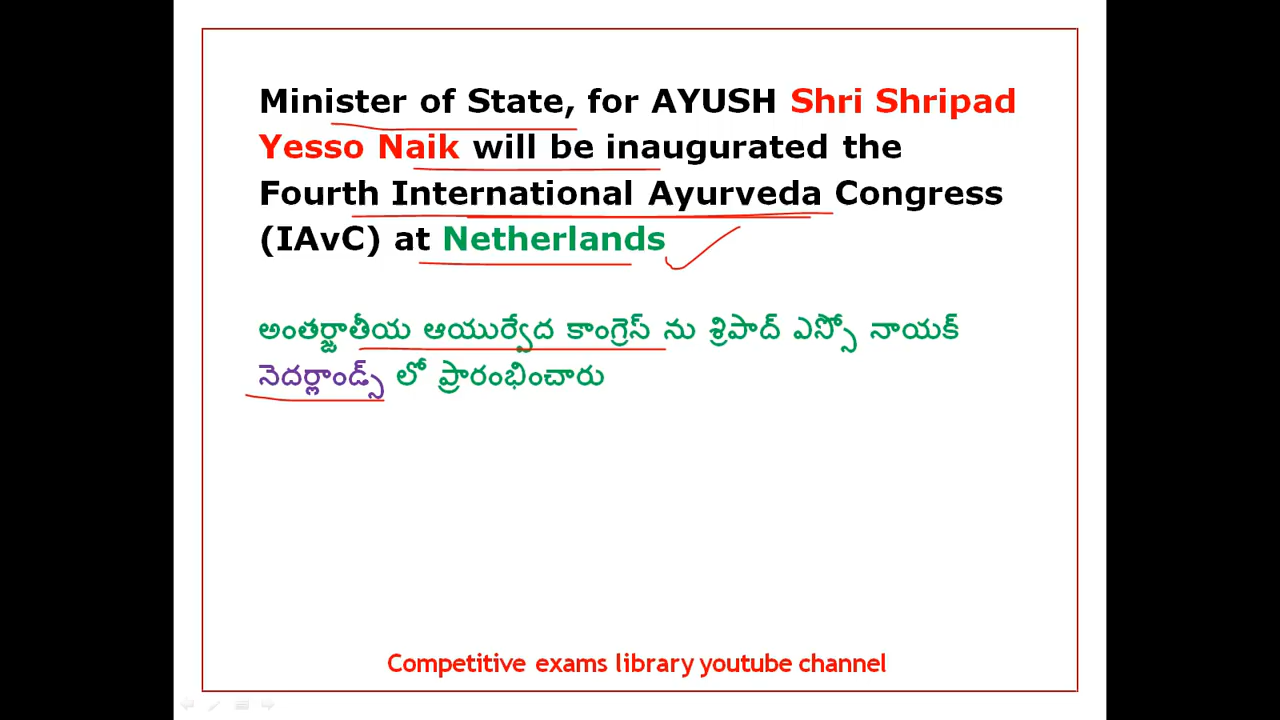 Minister of State, for AYUSH Shri Shripad
Yesso Naik will be inaugurated the
Fourth International Ayurveda Congress
(IAvC) at Netherlands
అంతర్జాతీయ ఆయుర్వేద కాంగ్రెస్ ను శ్రిపాద్ ఎస్సో నాయక్
నెదర్లాండ్స్ లో ప్రారంభించారు
Competitive exams library youtube channel